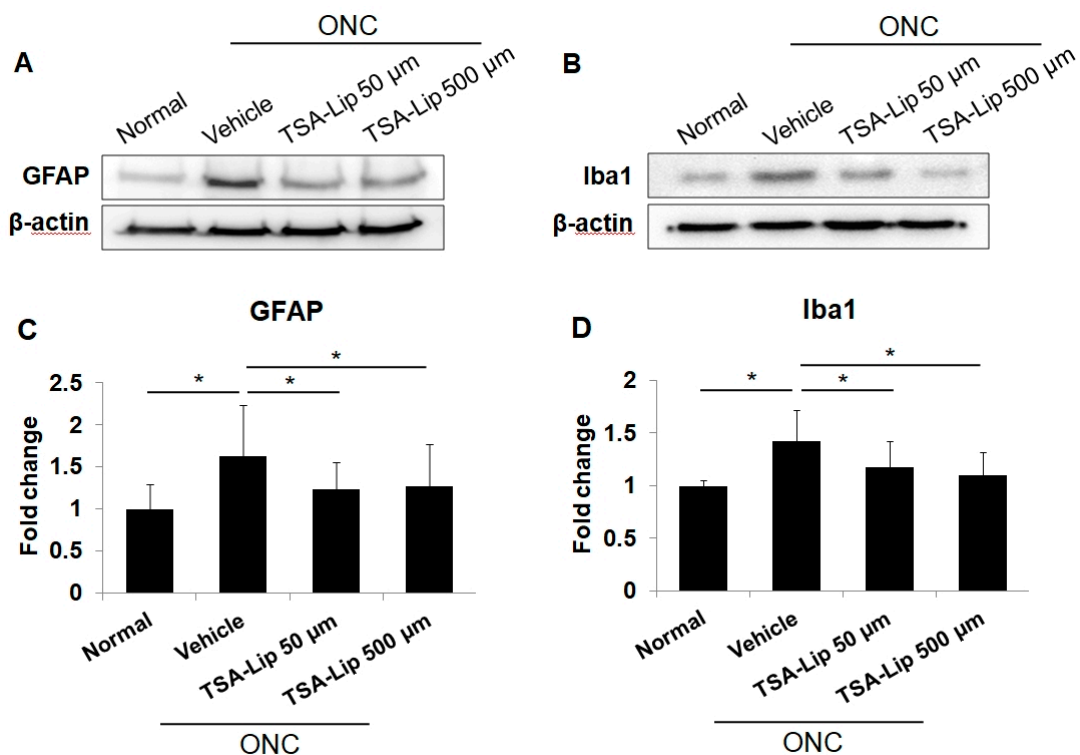 ONC
A
Normal
Vehicle
TSA-Lip 50 µm
TSA-Lip 500 µm
GFAP
β-actin
ONC
B
Normal
Vehicle
TSA-Lip 50 µm
TSA-Lip 500 µm
Iba1
β-actin
C
GFAP
*
*
*
Fold change
2.5
2
1.5
1
0.5
0
Normal
Vehicle
TSA-Lip 50 µm
TSA-Lip 500 µm
ONC
D
Iba1
*
*
*
Fold change
2
1.5
1
0.5
0
Normal
Vehicle
TSA-Lip 50 µm
TSA-Lip 500 µm
ONC